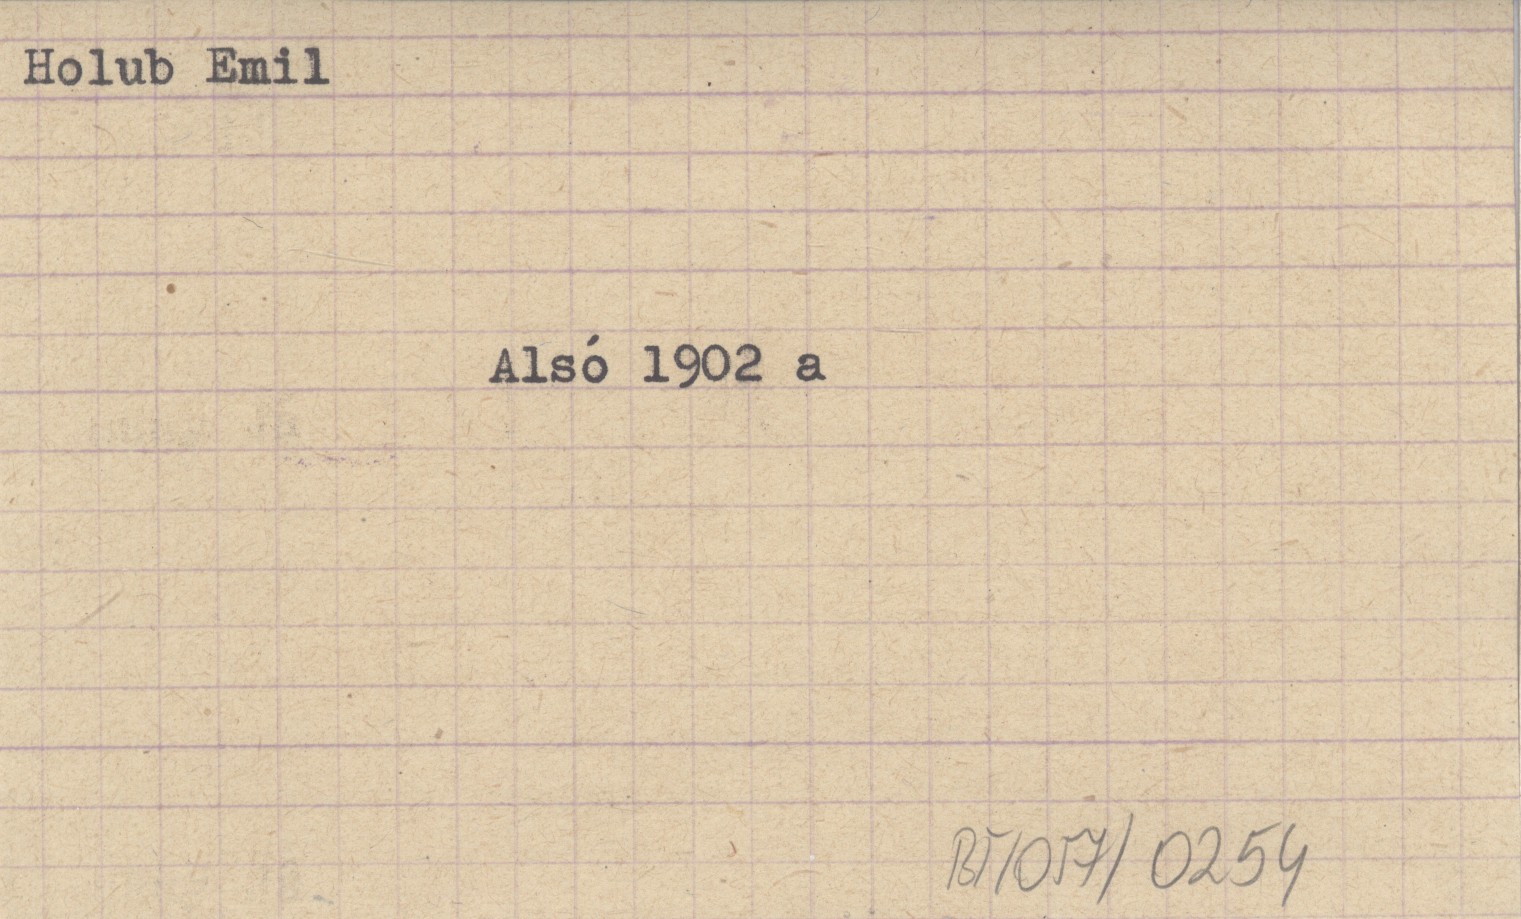 Holub Emil
Alsó 1902 a
BT/057/ 0254